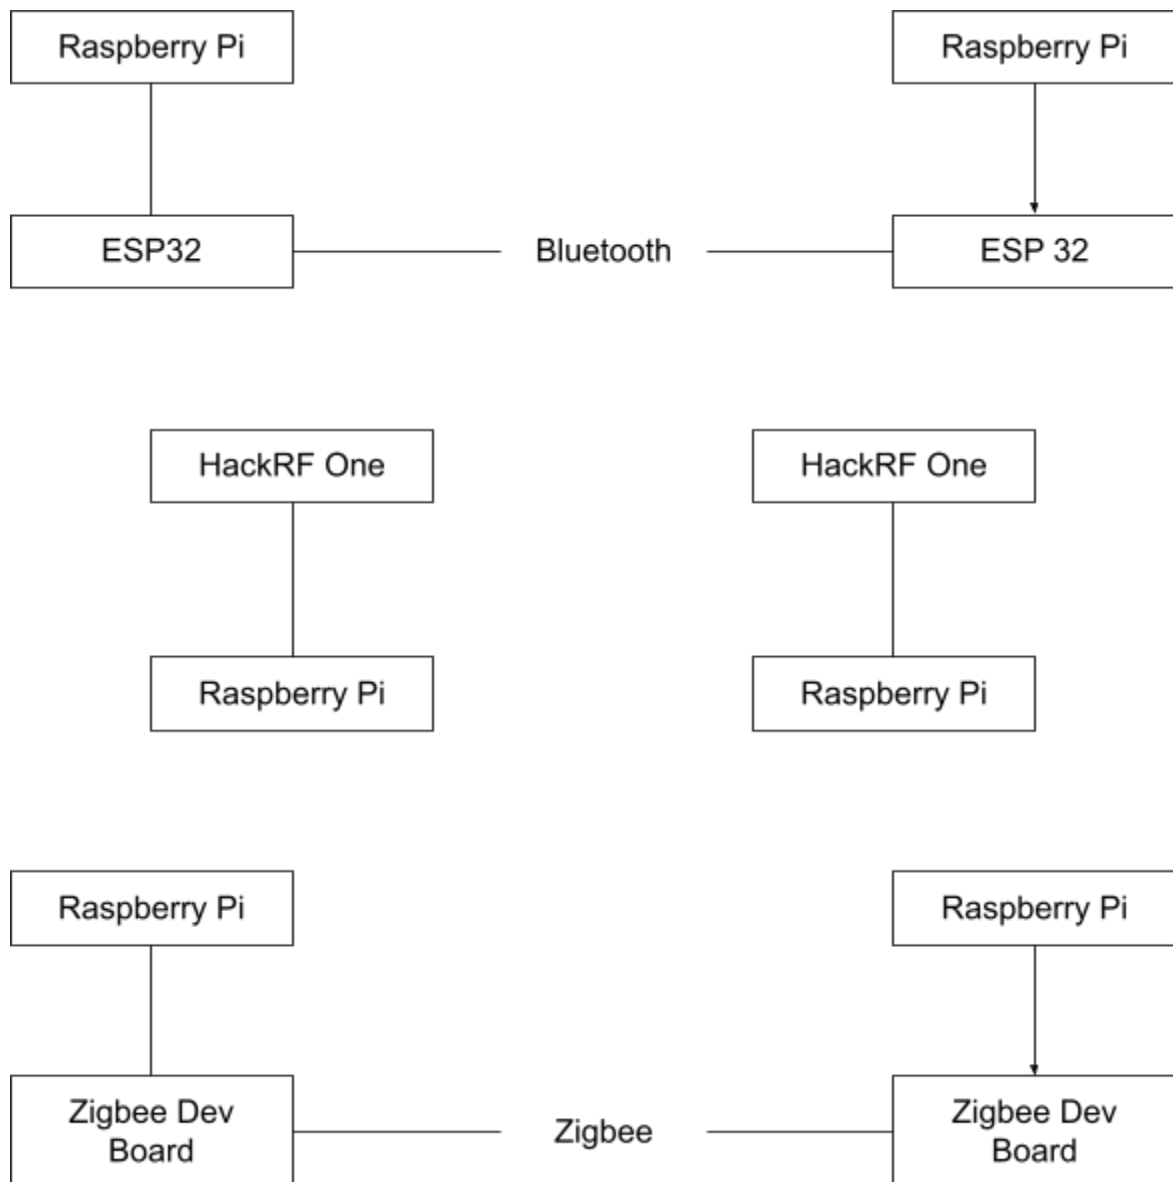 Raspberry Pi
Raspberry Pi
ESP32
Bluetooth
ESP 32
HackRF One
HackRF One
Raspberry Pi
Raspberry Pi
Raspberry Pi
Raspberry Pi
Zigbee Dev
Board
Zigbee
Zigbee Dev
Board